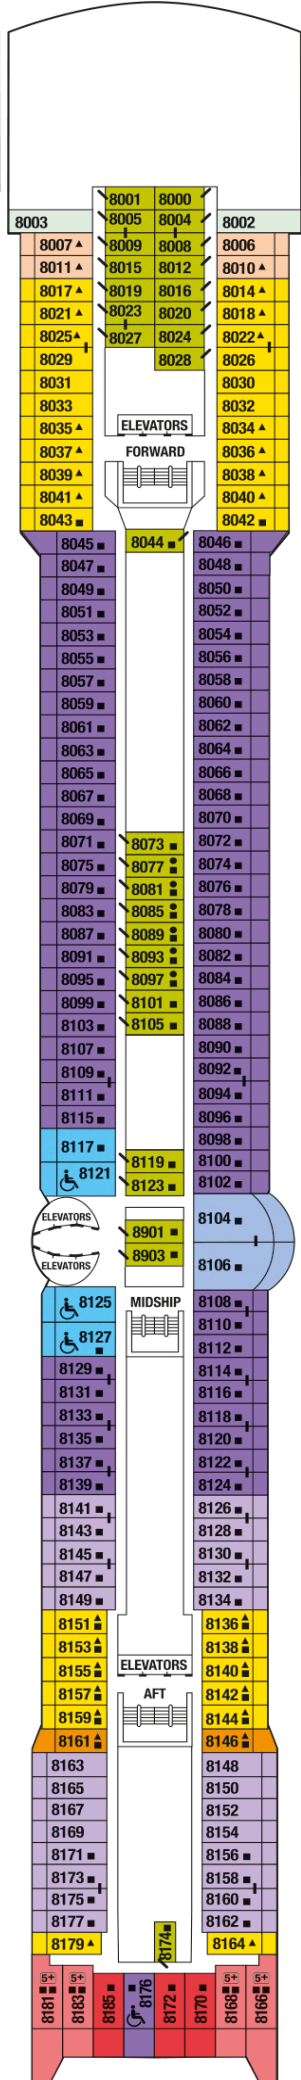 8001 8000
8003 8005 8004 8002
8007 ▲ 8009 8008 8006
8011 ▲ 8015 8012 8010 ▲
8017 ▲ 8019 8016 8014 ▲
8021 ▲ 8023 8020 8018 ▲
8025 ▲ 8027 8024 8022 ▲
8029 8028 8026
8031 8030
8033 8032
8035 ▲ ELEVATORS 8034 ▲
8037 ▲ FORWARD 8036 ▲
8039 ▲ 8038 ▲
8041 ▲ 8040 ▲
8043 ■ 8042 ■
8045 ■ 8044 ■ 8046 ■
8047 ■ 8048 ■
8049 ■ 8050 ■
8051 ■ 8052 ■
8053 ■ 8054 ■
8055 ■ 8056 ■
8057 ■ 8058 ■
8059 ■ 8060 ■
8061 ■ 8062 ■
8063 ■ 8064 ■
8065 ■ 8066 ■
8067 ■ 8068 ■
8069 ■ 8070 ■
8071 ■ 8073 ■ 8072 ■
8075 ■ 8077 8074 ■
8079 ■ 8081 8076 ■
8083 ■ 8085 8078 ■
8087 ■ 8089 8080 ■
8091 ■ 8093 8082 ■
8095 ■ 8097 8084 ■
8099 ■ 8101 ■ 8086 ■
8103 ■ 8105 ■ 8088 ■
8107 ■ 8090 ■
8109 ■ 8092 ■
8111 ■ 8094 ■
8115 ■ 8096 ■
8117 ■ 8098 ■
8119 ■ 8100 ■
8121 8123 ■ 8102 ■
ELEVATORS 8901 ■ 8104 ■
ELEVATORS 8903 ■ 8106 ■
8125 MIDSHIP 8108 ■
8110 ■
8127 ■ 8112 ■
8129 ■ 8114 ■
8131 ■ 8116 ■
8133 ■ 8118 ■
8135 ■ 8120 ■
8137 ■ 8122 ■
8139 ■ 8124 ■
8141 ■ 8126 ■
8143 ■ 8128 ■
8145 ■ 8130 ■
8147 ■ 8132 ■
8149 ■ 8134 ■
8151 8136
8153 8138
8155 ELEVATORS 8140
8157 AFT 8142
8159 8144
8161 8146
8163 8148
8165 8150
8167 8152
8169 8154
8171 ■ 8156 ■
8173 ■ 8158 ■
8175 ■ 8160 ■
8177 ■ 8162 ■
8179 ▲ 8174 ■ 8164 ▲
5+ 5+ 5+ 5+
8181 8183 8185 8176 8172 8170 8168 8166